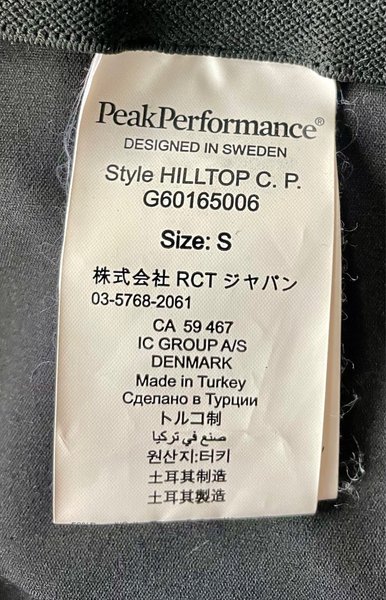 PeakPerformance®
DESIGNED IN SWEDEN
Style HILLTOP C. P.
G60165006
Size: S
株式会社 RCT ジャパン
03-5768-2061
CA 59 467
IC GROUP A/S
DENMARK
Made in Turkey
Сделано в Турции
トルコ制
صنع في تركيا
원산지:터키
土耳其制造
土耳其製造